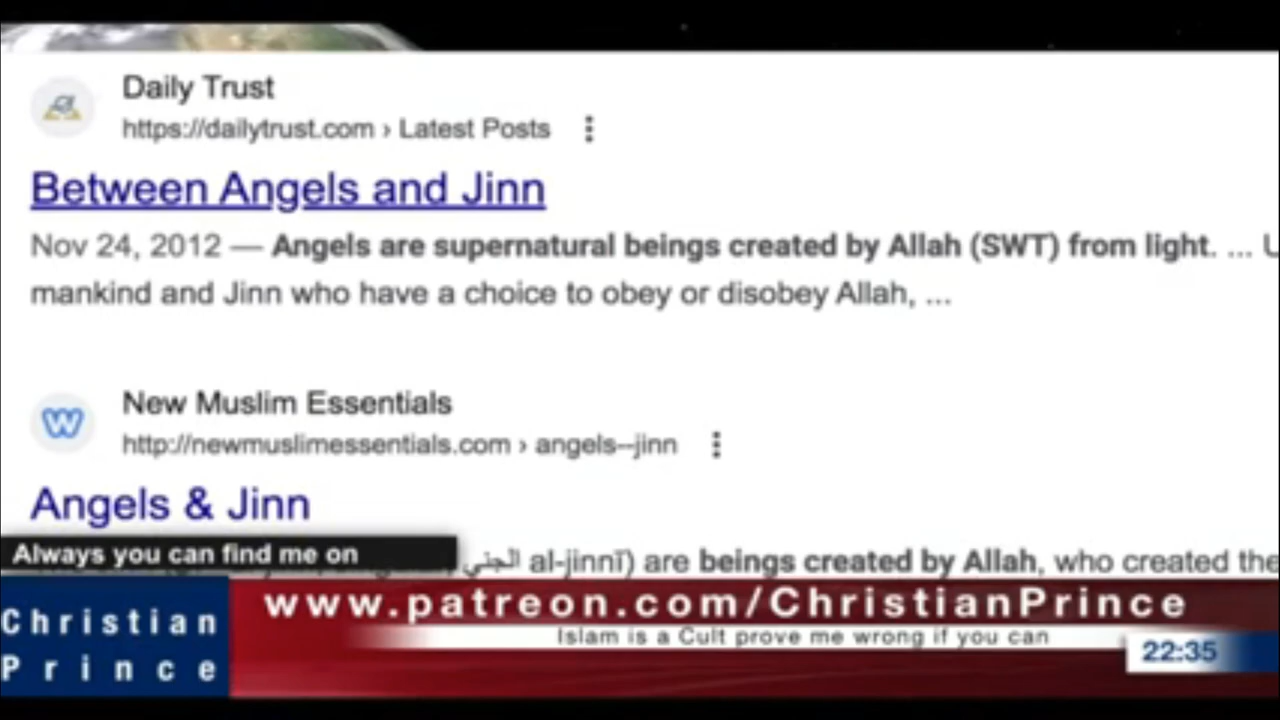 Daily Trust
https://dailytrust.com › Latest Posts
Between Angels and Jinn
Nov 24, 2012 — Angels are supernatural beings created by Allah (SWT) from light. ... U
mankind and Jinn who have a choice to obey or disobey Allah, ...
W
New Muslim Essentials
http://newmuslimessentials.com › angels--jinn
Angels & Jinn
الجني al-jinnī) are beings created by Allah, who created the
Always you can find me on
Christian
Prince
www.patreon.com/ChristianPrince
Islam is a Cult prove me wrong if you can
22:35